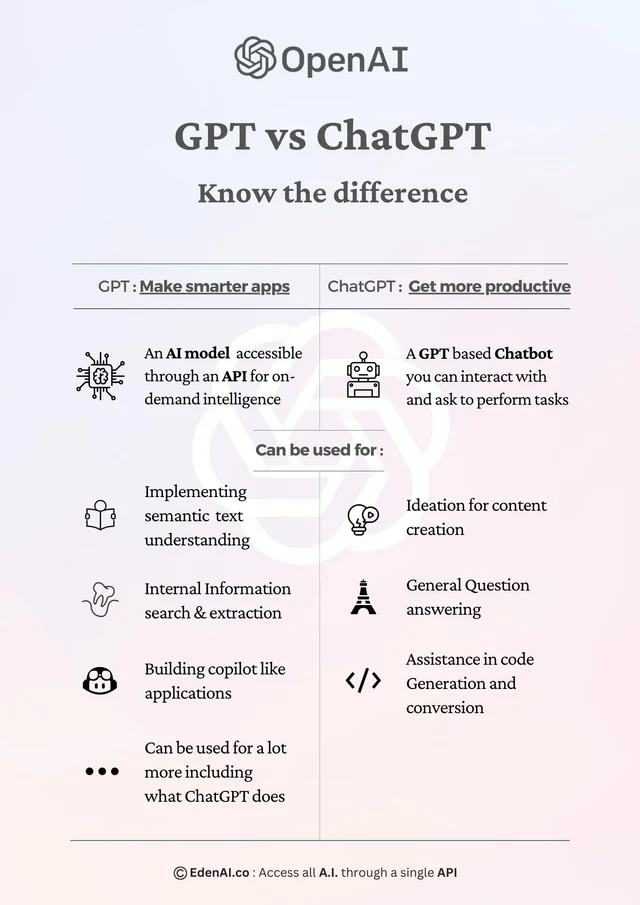 OpenAI
GPT vs ChatGPT
Know the difference
GPT : Make smarter apps
ChatGPT : Get more productive
An AI model accessible
through an API for on-
demand intelligence
A GPT based Chatbot
you can interact with
and ask to perform tasks
Can be used for :
Implementing
semantic text
understanding
Ideation for content
creation
Internal Information
search & extraction
General Question
answering
Building copilot like
applications
</>
Assistance in code
Generation and
conversion
Can be used for a lot
more including
what ChatGPT does
© EdenAI.co : Access all A.I. through a single API